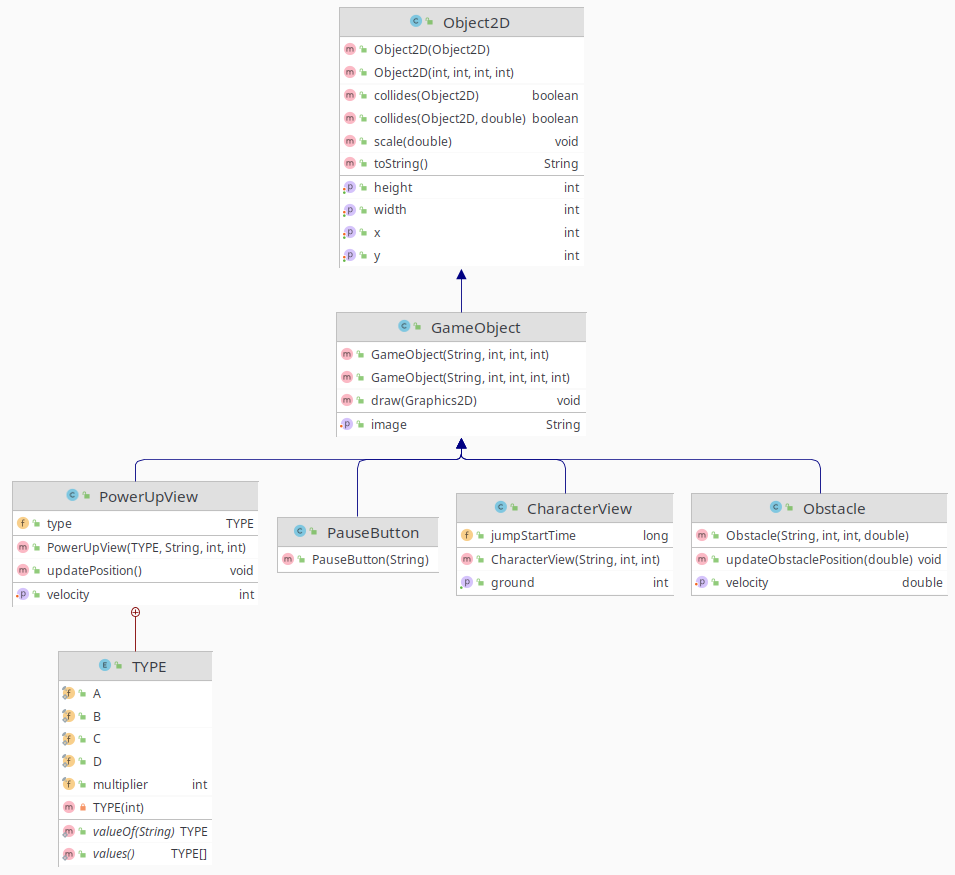 Object2D
Object2D(Object2D)
Object2D(int, int, int, int)
collides(Object2D) boolean
collides(Object2D, double) boolean
scale(double) void
toString() String
height int
width int
x int
y int
GameObject
GameObject(String, int, int, int)
GameObject(String, int, int, int, int)
draw(Graphics2D) void
image String
PowerUpView
type TYPE
PowerUpView(TYPE, String, int, int)
updatePosition() void
velocity int
PauseButton
PauseButton(String)
CharacterView
jumpStartTime long
CharacterView(String, int, int)
ground int
Obstacle
Obstacle(String, int, int, double)
updateObstaclePosition(double) void
velocity double
TYPE
A
B
C
D
multiplier int
TYPE(int)
valueOf(String) TYPE
values() TYPE[]